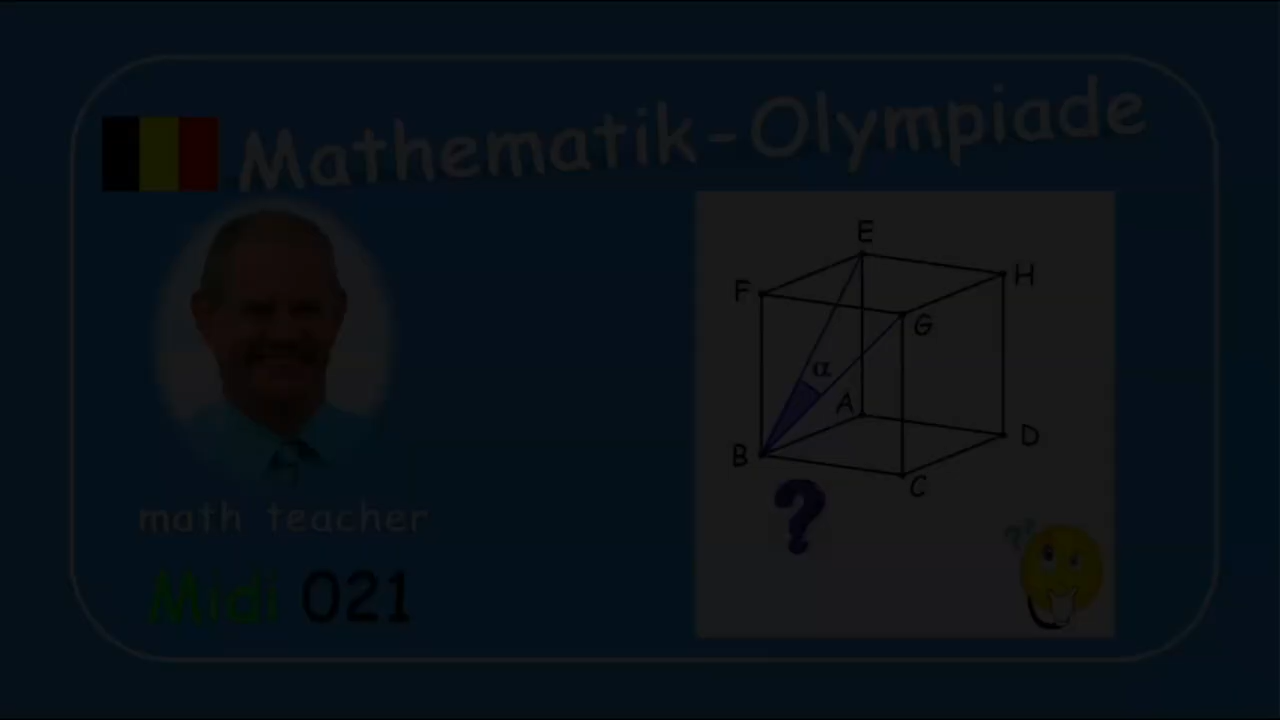 Mathematik-Olympiade
E
F
H
G
α
A
B
D
C
?
??
math teacher
Midi 021